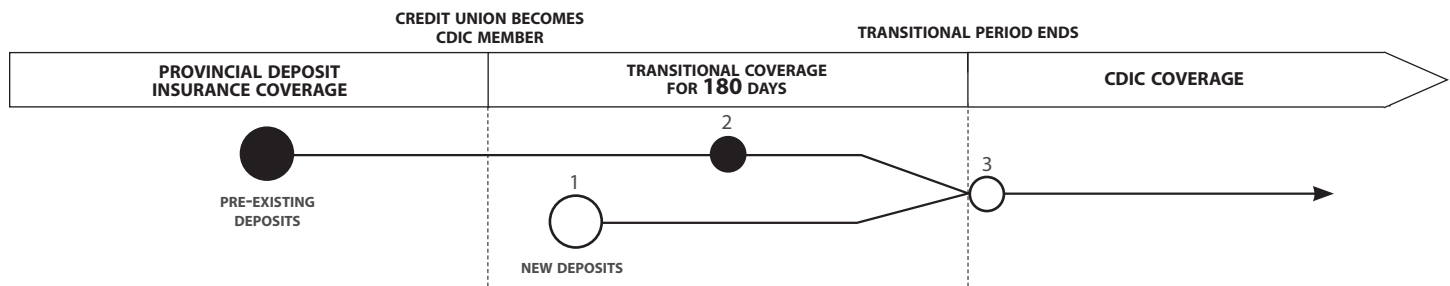 CREDIT UNION BECOMES
CDIC MEMBER
TRANSITIONAL PERIOD ENDS
PROVINCIAL DEPOSIT
INSURANCE COVERAGE
TRANSITIONAL COVERAGE
FOR 180 DAYS
CDIC COVERAGE
2
1
3
PRE-EXISTING
DEPOSITS
NEW DEPOSITS